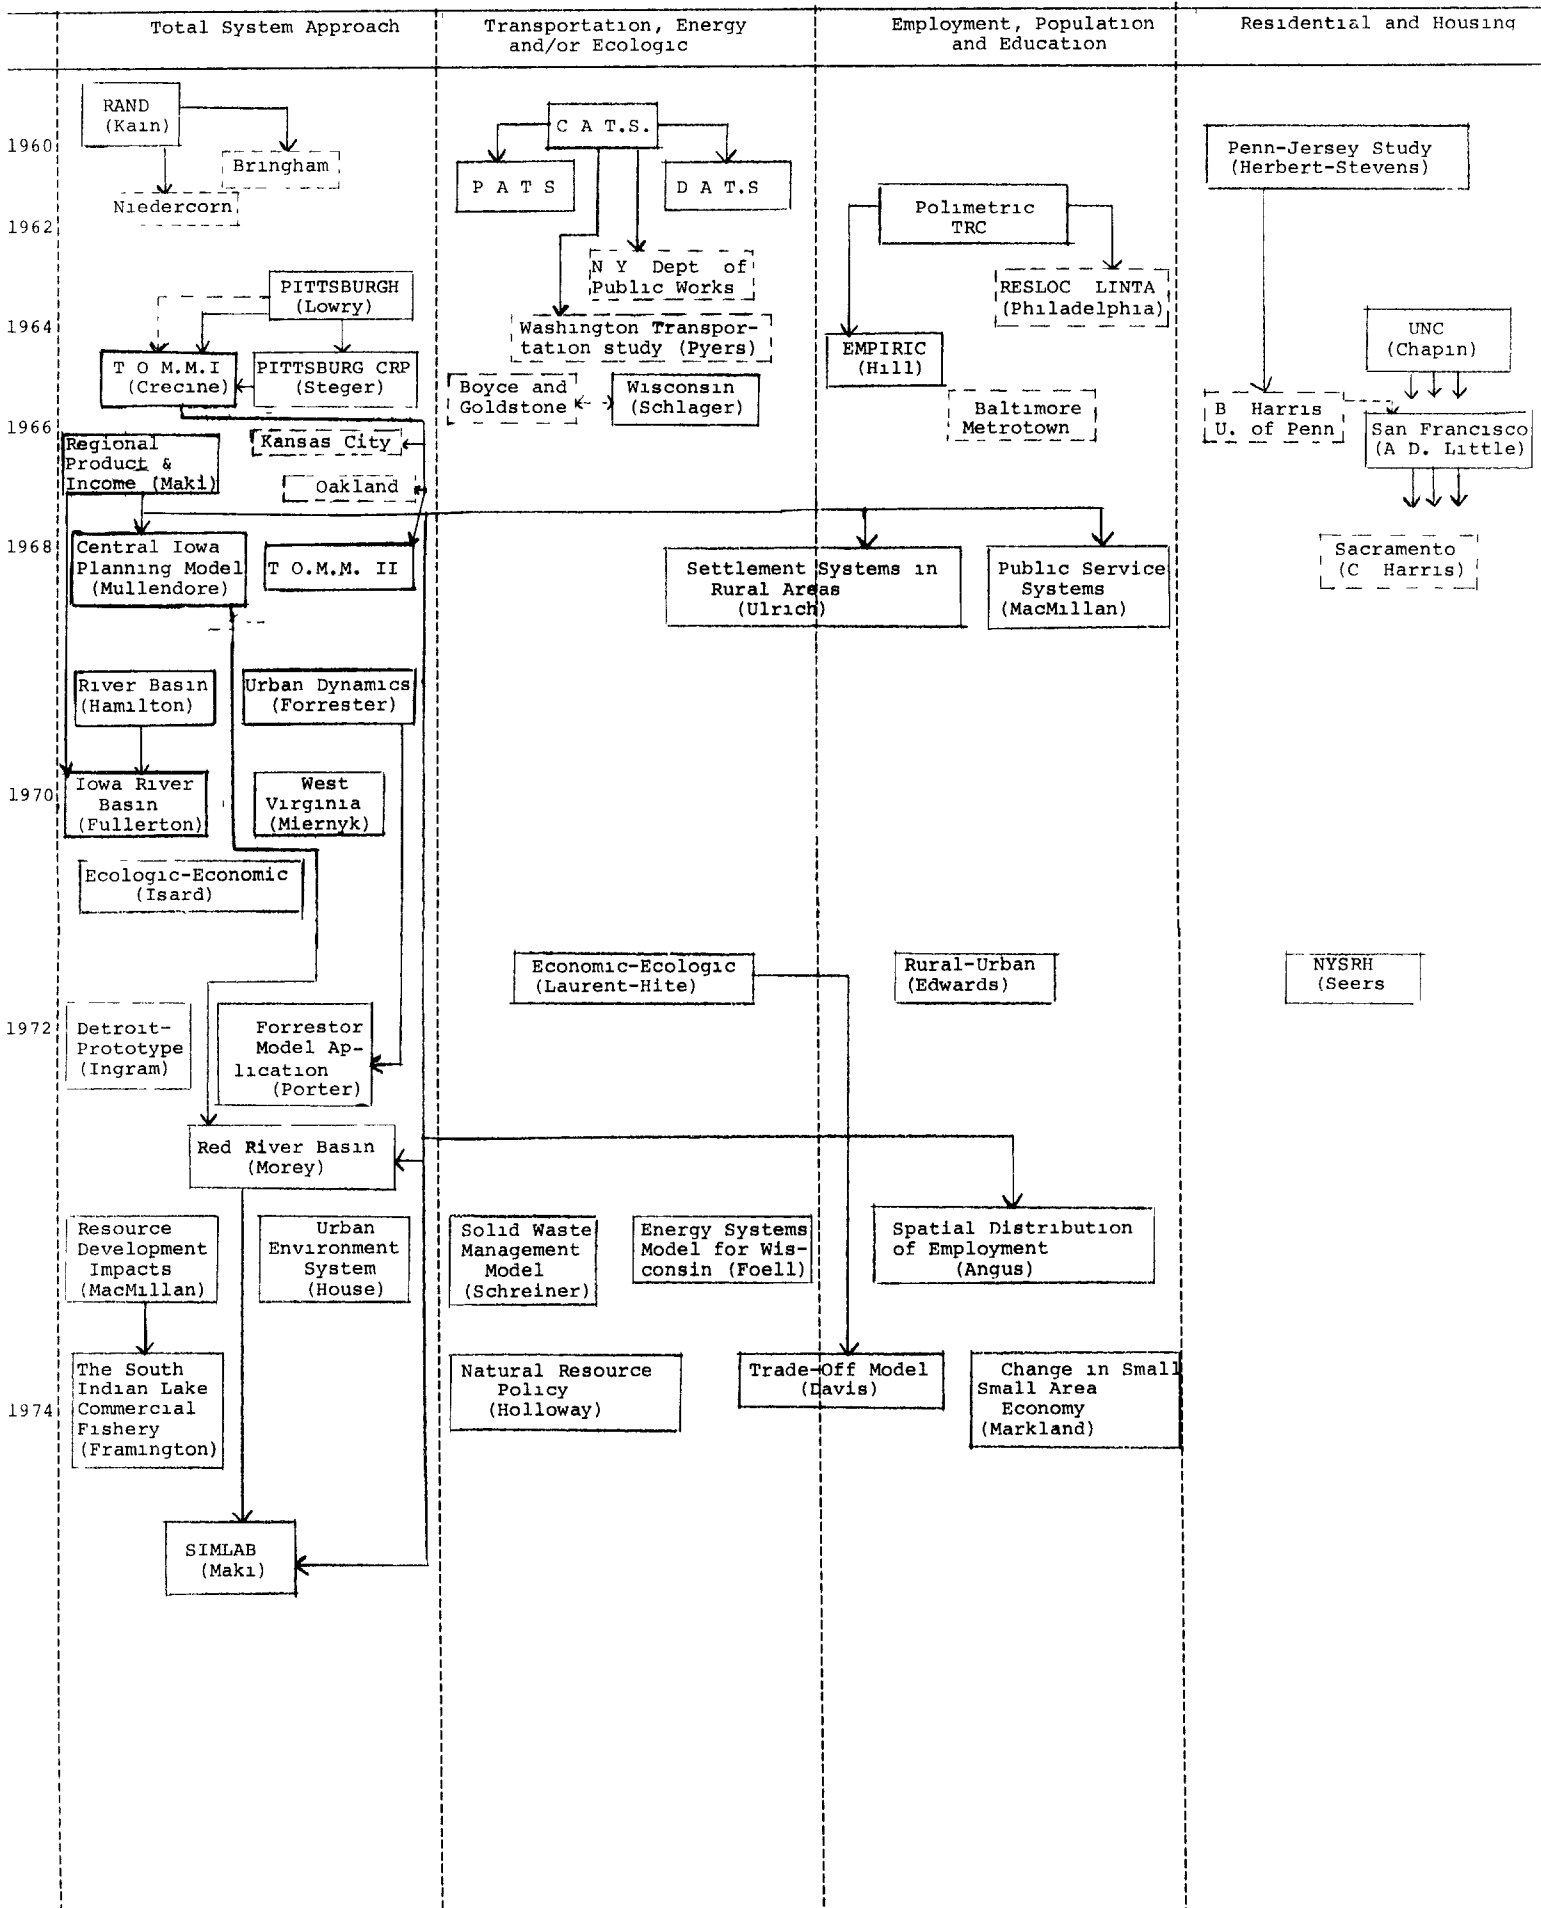 Total System Approach
Transportation, Energy
and/or Ecologic
Employment, Population
and Education
Residential and Housing
RAND
(Kain)
1960
Bringham
Niedercorn
1962
C A T.S.
P A T S
D A T.S
N Y Dept of
Public Works
Washington Transpor-
tation study (Pyers)
Polimetric
TRC
RESLOC LINTA
(Philadelphia)
Penn-Jersey Study
(Herbert-Stevens)
PITTSBURGH
(Lowry)
1964
T O M.M.I
(Crecine)
PITTSBURG CRP
(Steger)
Boyce and
Goldstone
Wisconsin
(Schlager)
EMPIRIC
(Hill)
Baltimore
Metrotown
UNC
(Chapin)
B Harris
U. of Penn
San Francisco
(A D. Little)
1966
Kansas City
Regional
Product &
Income (Maki)
Oakland
1968
Central Iowa
Planning Model
(Mullendore)
T O.M.M. II
Settlement Systems in
Rural Areas
(Ulrich)
Public Service
Systems
(MacMillan)
Sacramento
(C Harris)
River Basin
(Hamilton)
Urban Dynamics
(Forrester)
1970
Iowa River
Basin
(Fullerton)
West
Virginia
(Miernyk)
Ecologic-Economic
(Isard)
Economic-Ecologic
(Laurent-Hite)
Rural-Urban
(Edwards)
NYSRH
(Seers
1972
Detroit-
Prototype
(Ingram)
Forrestor
Model Ap-
lication
(Porter)
Red River Basin
(Morey)
Resource
Development
Impacts
(MacMillan)
Urban
Environment
System
(House)
Solid Waste
Management
Model
(Schreiner)
Energy Systems
Model for Wis-
consin (Foell)
Spatial Distribution
of Employment
(Angus)
1974
The South
Indian Lake
Commercial
Fishery
(Framington)
Natural Resource
Policy
(Holloway)
Trade-Off Model
(Davis)
Change in Small
Small Area
Economy
(Markland)
SIMLAB
(Maki)